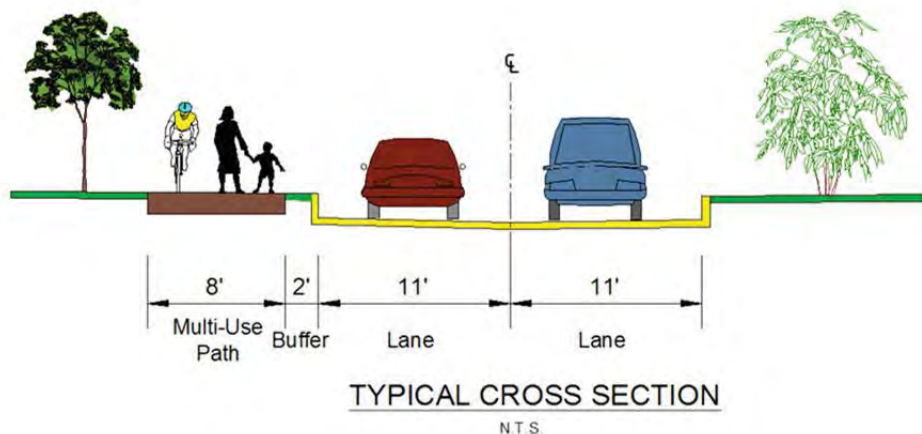 ℄
8'
2'
11'
11'
Multi-Use
Path
Buffer
Lane
Lane
TYPICAL CROSS SECTION
N.T.S.